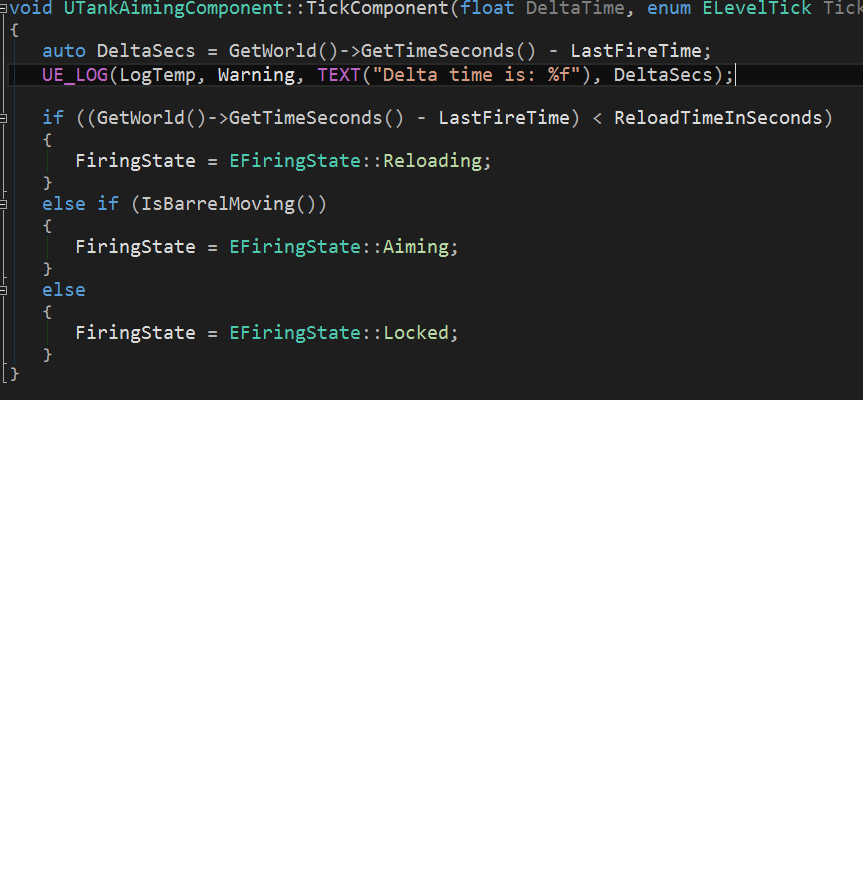 void UTankAimingComponent::TickComponent(float DeltaTime, enum ELevelTick Tick
{
auto DeltaSecs = GetWorld()->GetTimeSeconds() - LastFireTime;
UE_LOG(LogTemp, Warning, TEXT("Delta time is: %f"), DeltaSecs);
if ((GetWorld()->GetTimeSeconds() - LastFireTime) < ReloadTimeInSeconds)
{
FiringState = EFiringState::Reloading;
}
else if (IsBarrelMoving())
{
FiringState = EFiringState::Aiming;
}
else
{
FiringState = EFiringState::Locked;
}
}